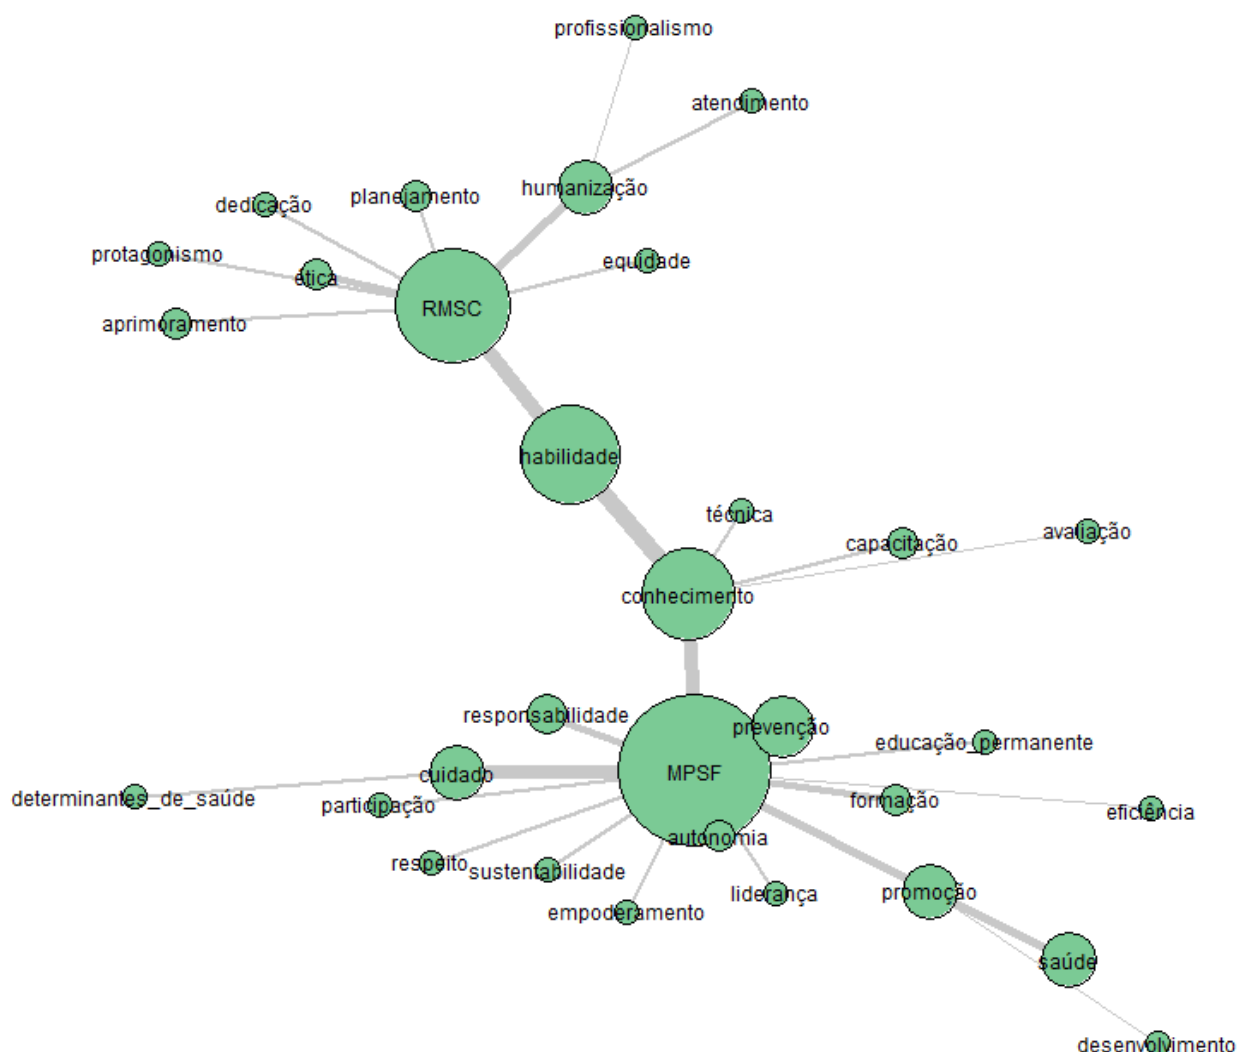 profissionalismo
atendimento
humanização
planejamento
dedicação
protagonismo
ética
equidade
RMSC
aprimoramento
habilidade
técnica
capacitação
avaliação
conhecimento
responsabilidade
prevenção
educação_permanente
cuidado
MPSF
determinantes_de_saúde
participação
formação
eficiência
autonomia
respeito
sustentabilidade
liderança
promoção
empoderamento
saúde
desenvolvimento